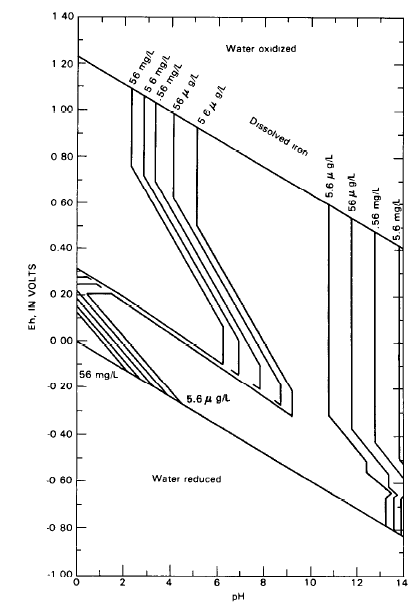 1 40
1 20
1 00
0 80
0 60
0 40
0 20
0 00
-0 20
-0 40
-0 60
-0 80
-1 00
Eh, IN VOLTS
Water oxidized
56 mg/L
5 6 mg/L
.56 mg/L
56 μ g/L
5 6 μ g/L
Dissolved iron
5.6 μ g/L
56 μ g/L
.56 mg/L
5.6 mg/L
56 mg/L
5.6 μ g/L
Water reduced
0 2 4 6 8 10 12 14
pH